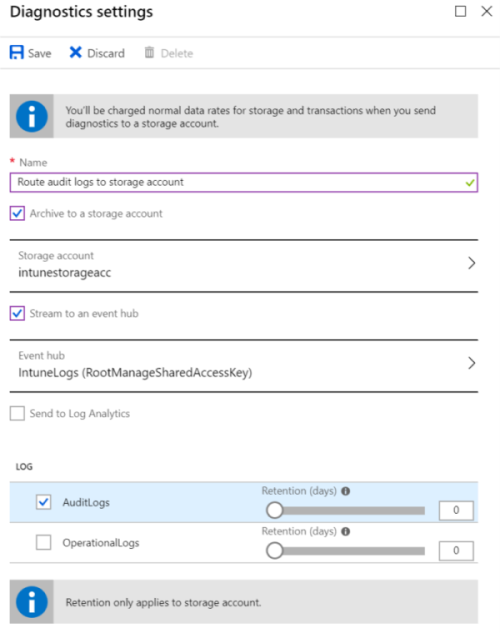 Diagnostics settings
Save Discard Delete
You'll be charged normal data rates for storage and transactions when you send
diagnostics to a storage account.
* Name
Route audit logs to storage account
Archive to a storage account
Storage account
intunestorageacc
Stream to an event hub
Event hub
IntuneLogs (RootManageSharedAccessKey)
Send to Log Analytics
LOG
Retention (days)
AuditLogs 0
Retention (days)
OperationalLogs 0
Retention only applies to storage account.